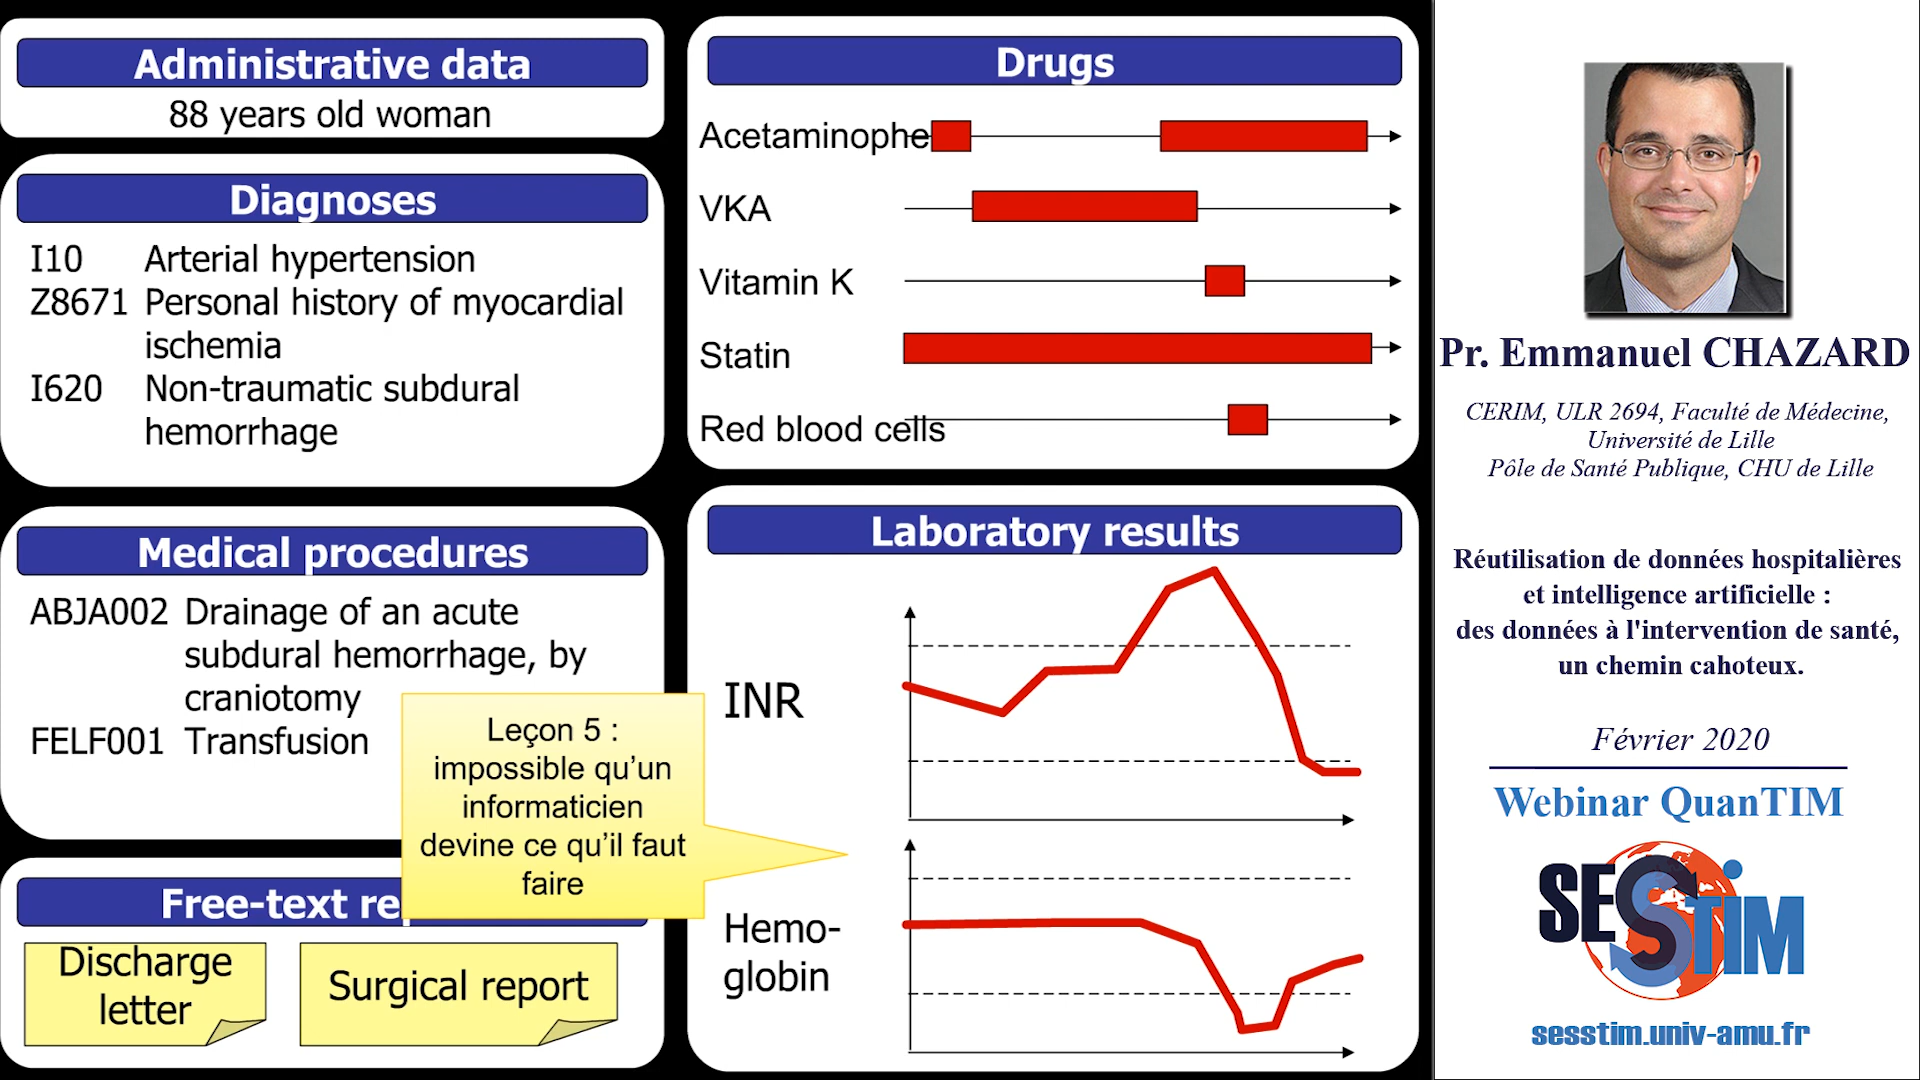 Administrative data
88 years old woman
Diagnoses
I10 Arterial hypertension
Z8671 Personal history of myocardial
ischemia
I620 Non-traumatic subdural
hemorrhage
Medical procedures
ABJA002 Drainage of an acute
subdural hemorrhage, by
craniotomy
FELF001 Transfusion
Leçon 5 :
impossible qu’un
informaticien
devine ce qu’il faut
faire
Free-text re
Discharge
letter
Surgical report
Drugs
Acetaminophe
VKA
Vitamin K
Statin
Red blood cells
Laboratory results
INR
Hemo-
globin
Pr. Emmanuel CHAZARD
CERIM, ULR 2694, Faculté de Médecine,
Université de Lille
Pôle de Santé Publique, CHU de Lille
Réutilisation de données hospitalières
et intelligence artificielle :
des données à l'intervention de santé,
un chemin cahoteux.
Février 2020
Webinar QuanTIM
SESSTIM
sesstim.univ-amu.fr